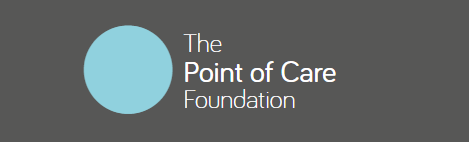 The
Point of Care
Foundation